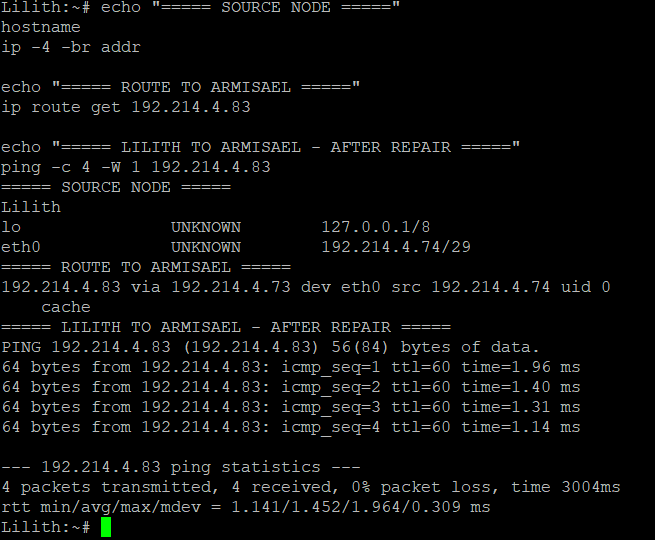 Lilith:~# echo "===== SOURCE NODE ====="
hostname
ip -4 -br addr

echo "===== ROUTE TO ARMISAEL ====="
ip route get 192.214.4.83

echo "===== LILITH TO ARMISAEL - AFTER REPAIR ====="
ping -c 4 -W 1 192.214.4.83
===== SOURCE NODE =====
Lilith
lo               UNKNOWN        127.0.0.1/8
eth0             UNKNOWN        192.214.4.74/29
===== ROUTE TO ARMISAEL =====
192.214.4.83 via 192.214.4.73 dev eth0 src 192.214.4.74 uid 0
    cache
===== LILITH TO ARMISAEL - AFTER REPAIR =====
PING 192.214.4.83 (192.214.4.83) 56(84) bytes of data.
64 bytes from 192.214.4.83: icmp_seq=1 ttl=60 time=1.96 ms
64 bytes from 192.214.4.83: icmp_seq=2 ttl=60 time=1.40 ms
64 bytes from 192.214.4.83: icmp_seq=3 ttl=60 time=1.31 ms
64 bytes from 192.214.4.83: icmp_seq=4 ttl=60 time=1.14 ms

--- 192.214.4.83 ping statistics ---
4 packets transmitted, 4 received, 0% packet loss, time 3004ms
rtt min/avg/max/mdev = 1.141/1.452/1.964/0.309 ms
Lilith:~#